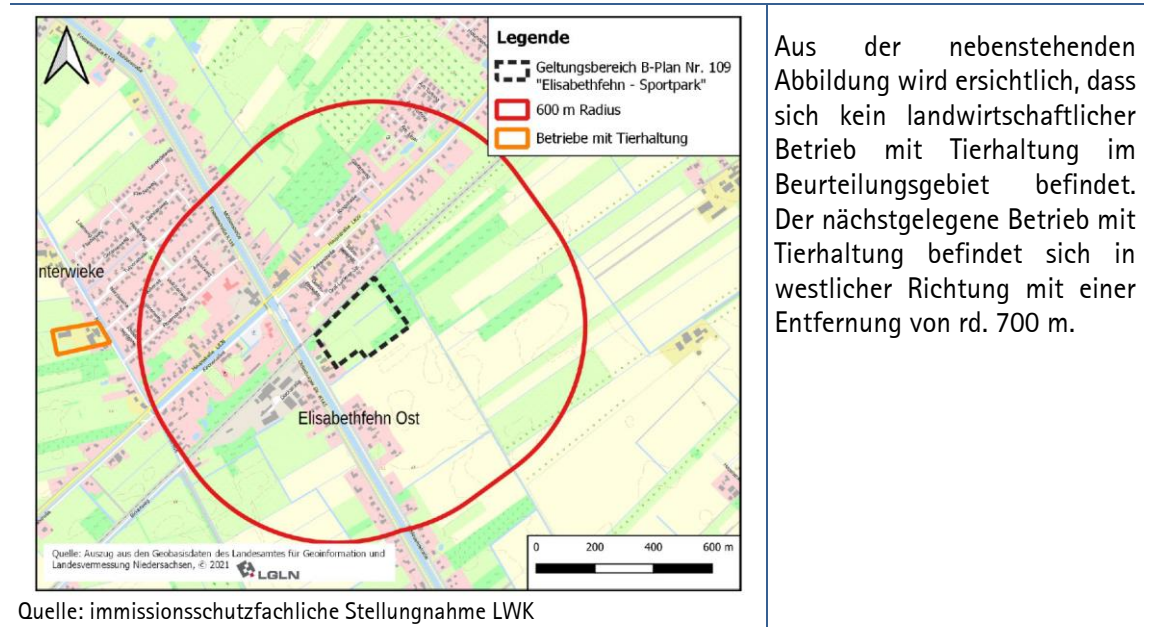 Legende
Geltungsbereich B-Plan Nr. 109
"Elisabethfehn - Sportpark"
600 m Radius
Betriebe mit Tierhaltung
nterwieke
Elisabethfehn Ost
Quelle: Auszug aus den Geobasisdaten des Landesamtes für Geoinformation und
Landesvermessung Niedersachsen, © 2021
LGLN
0 200 400 600 m
Quelle: immissionsschutzfachliche Stellungnahme LWK
Aus der nebenstehenden
Abbildung wird ersichtlich, dass
sich kein landwirtschaftlicher
Betrieb mit Tierhaltung im
Beurteilungsgebiet befindet.
Der nächstgelegene Betrieb mit
Tierhaltung befindet sich in
westlicher Richtung mit einer
Entfernung von rd. 700 m.